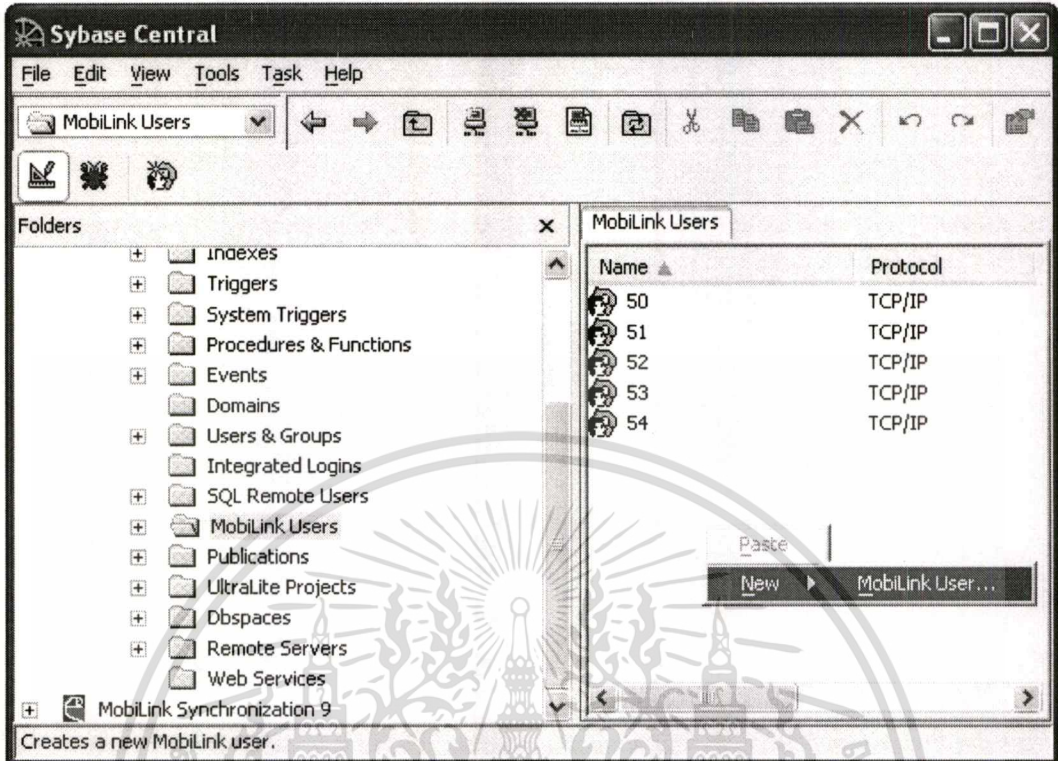 Sybase Central
File Edit View Tools Task Help
MobiLink Users
Folders
Indexes
Triggers
System Triggers
Procedures & Functions
Events
Domains
Users & Groups
Integrated Logins
SQL Remote Users
MobiLink Users
Publications
UltraLite Projects
Dbspaces
Remote Servers
Web Services
MobiLink Synchronization 9
MobiLink Users
Name Protocol
50 TCP/IP
51 TCP/IP
52 TCP/IP
53 TCP/IP
54 TCP/IP
Paste
New MobiLink User...
Creates a new MobiLink user.